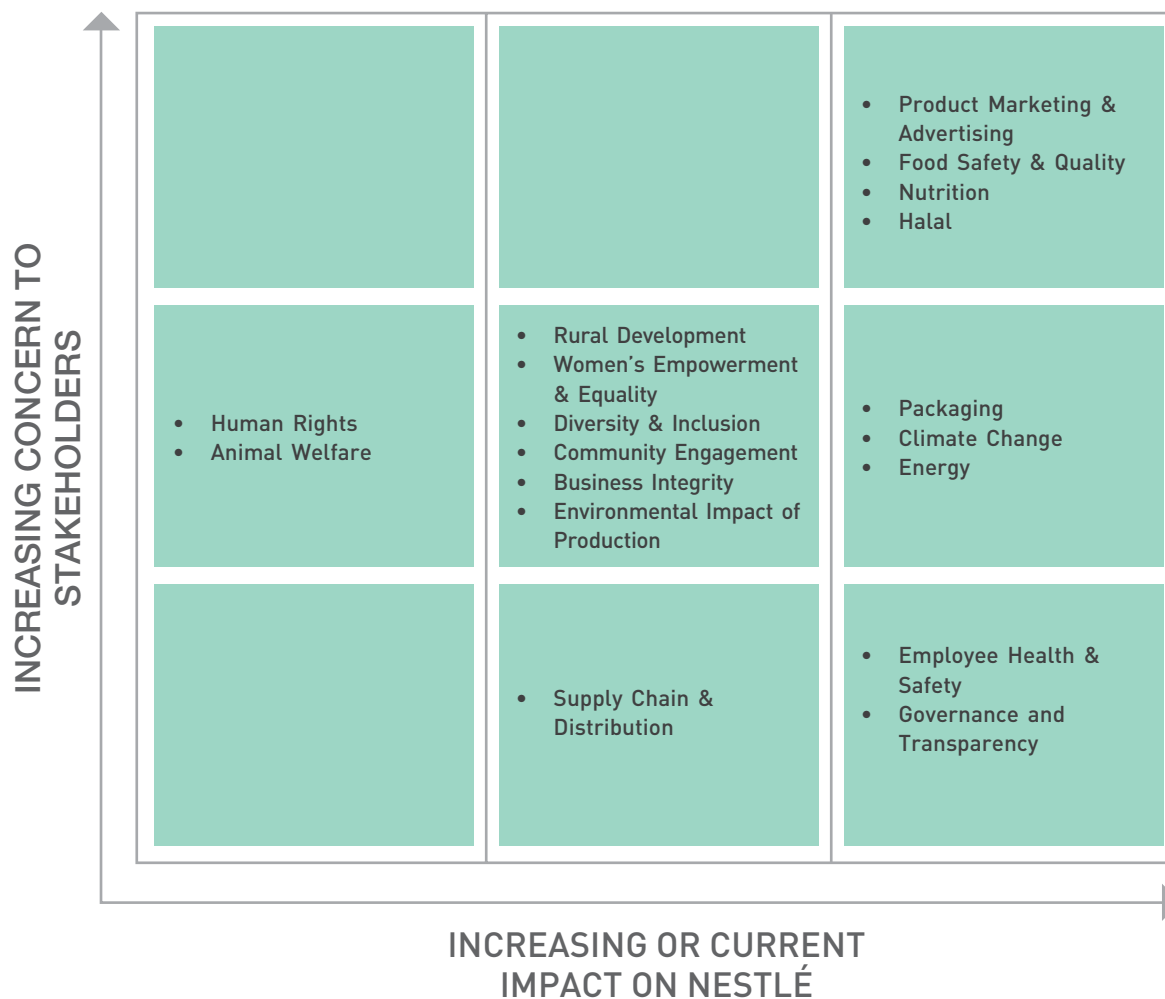 INCREASING CONCERN TO
STAKEHOLDERS
• Product Marketing &
Advertising
• Food Safety & Quality
• Nutrition
• Halal
• Human Rights
• Animal Welfare
• Rural Development
• Women’s Empowerment
& Equality
• Diversity & Inclusion
• Community Engagement
• Business Integrity
• Environmental Impact of
Production
• Packaging
• Climate Change
• Energy
• Supply Chain &
Distribution
• Employee Health &
Safety
• Governance and
Transparency
INCREASING OR CURRENT
IMPACT ON NESTLÉ